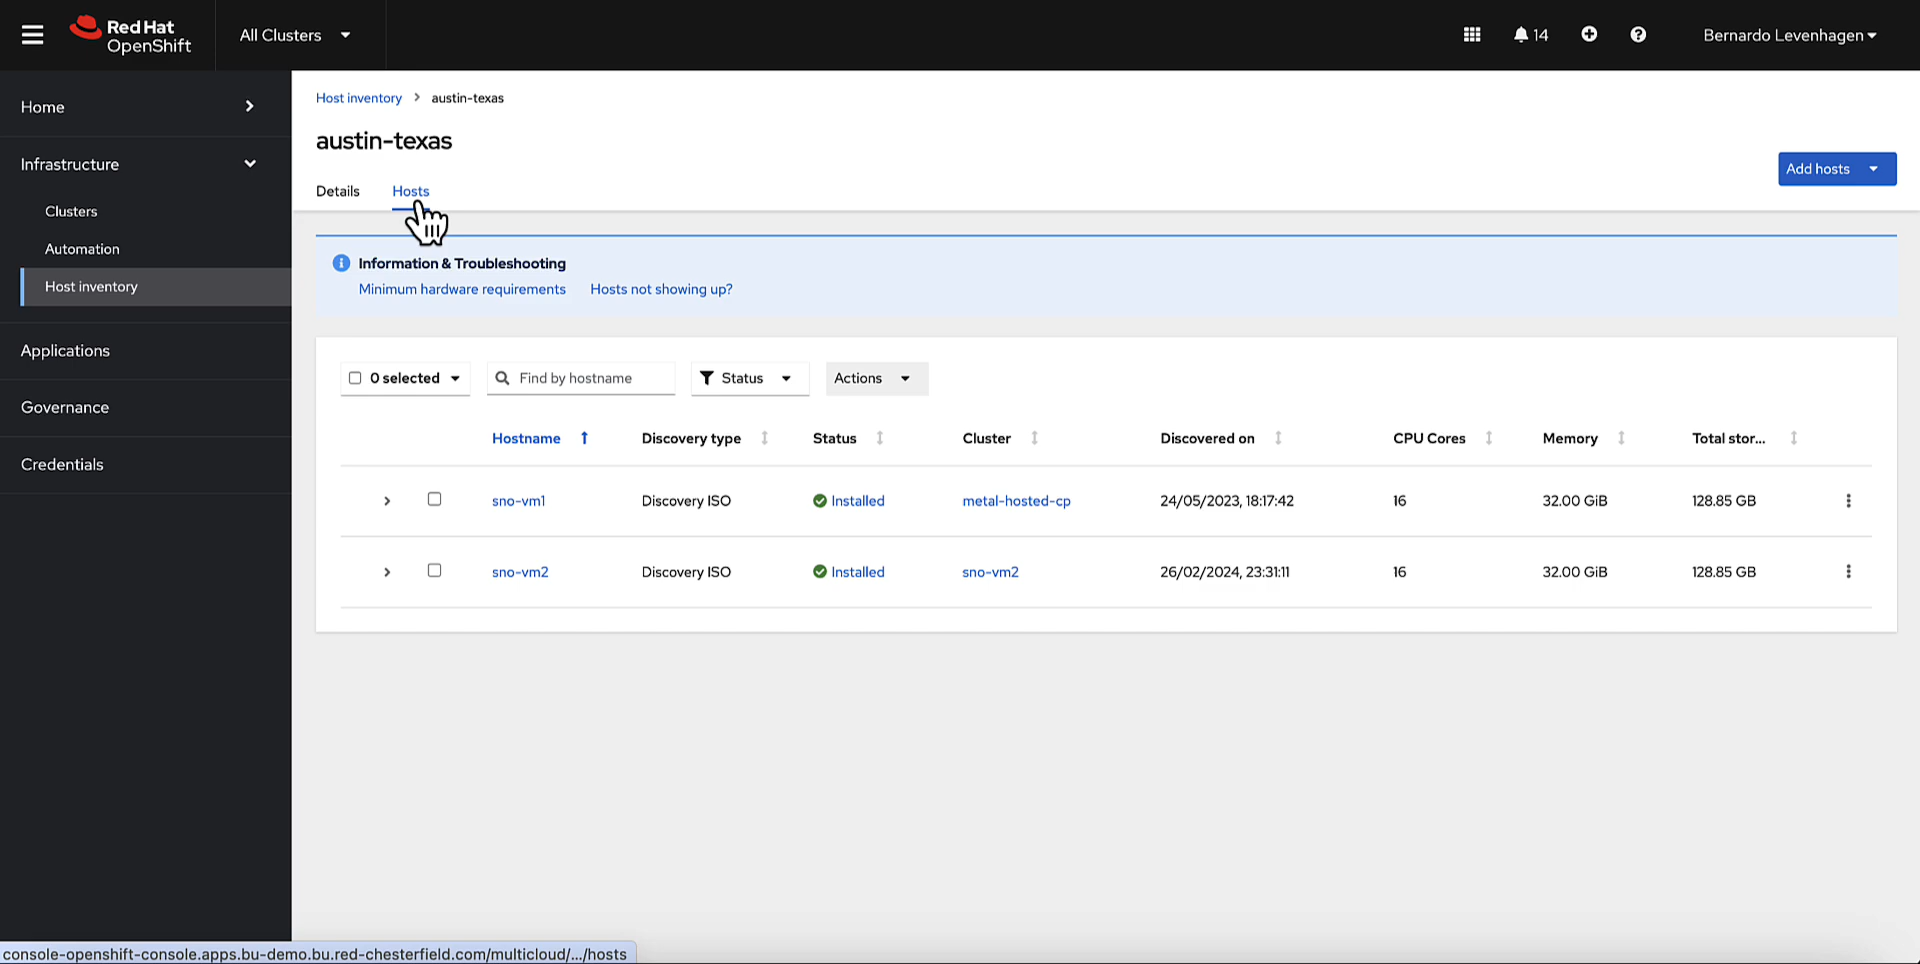 Red Hat
OpenShift
All Clusters
14
Bernardo Levenhagen
Home
Infrastructure
Clusters
Automation
Host inventory
Applications
Governance
Credentials
Host inventory > austin-texas
austin-texas
Add hosts
Details Hosts
Information & Troubleshooting
Minimum hardware requirements Hosts not showing up?
0 selected Find by hostname Status Actions
Hostname Discovery type Status Cluster Discovered on CPU Cores Memory Total stor...
sno-vm1 Discovery ISO Installed metal-hosted-cp 24/05/2023, 18:17:42 16 32.00 GiB 128.85 GB
sno-vm2 Discovery ISO Installed sno-vm2 26/02/2024, 23:31:11 16 32.00 GiB 128.85 GB
console-openshift-console.apps.bu-demo.bu.red-chesterfield.com/multicloud/.../hosts